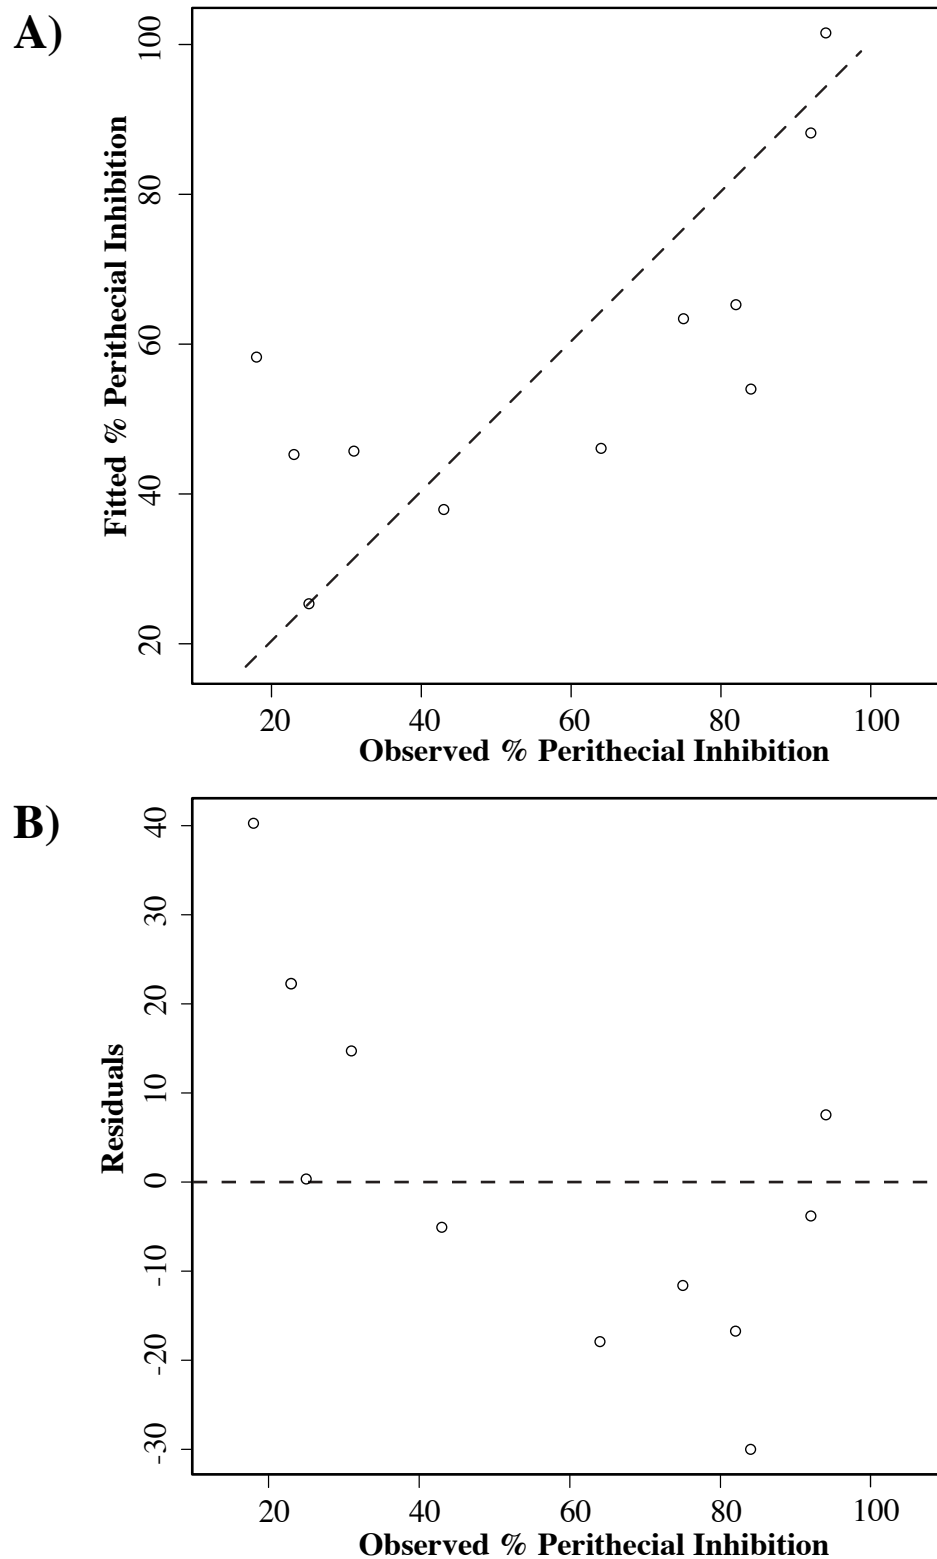 A)
Fitted % Perithecial Inhibition
100
80
60
40
20
20 40 60 80 100
Observed % Perithecial Inhibition
B)
Residuals
40
30
20
10
0
-10
-20
-30
20 40 60 80 100
Observed % Perithecial Inhibition